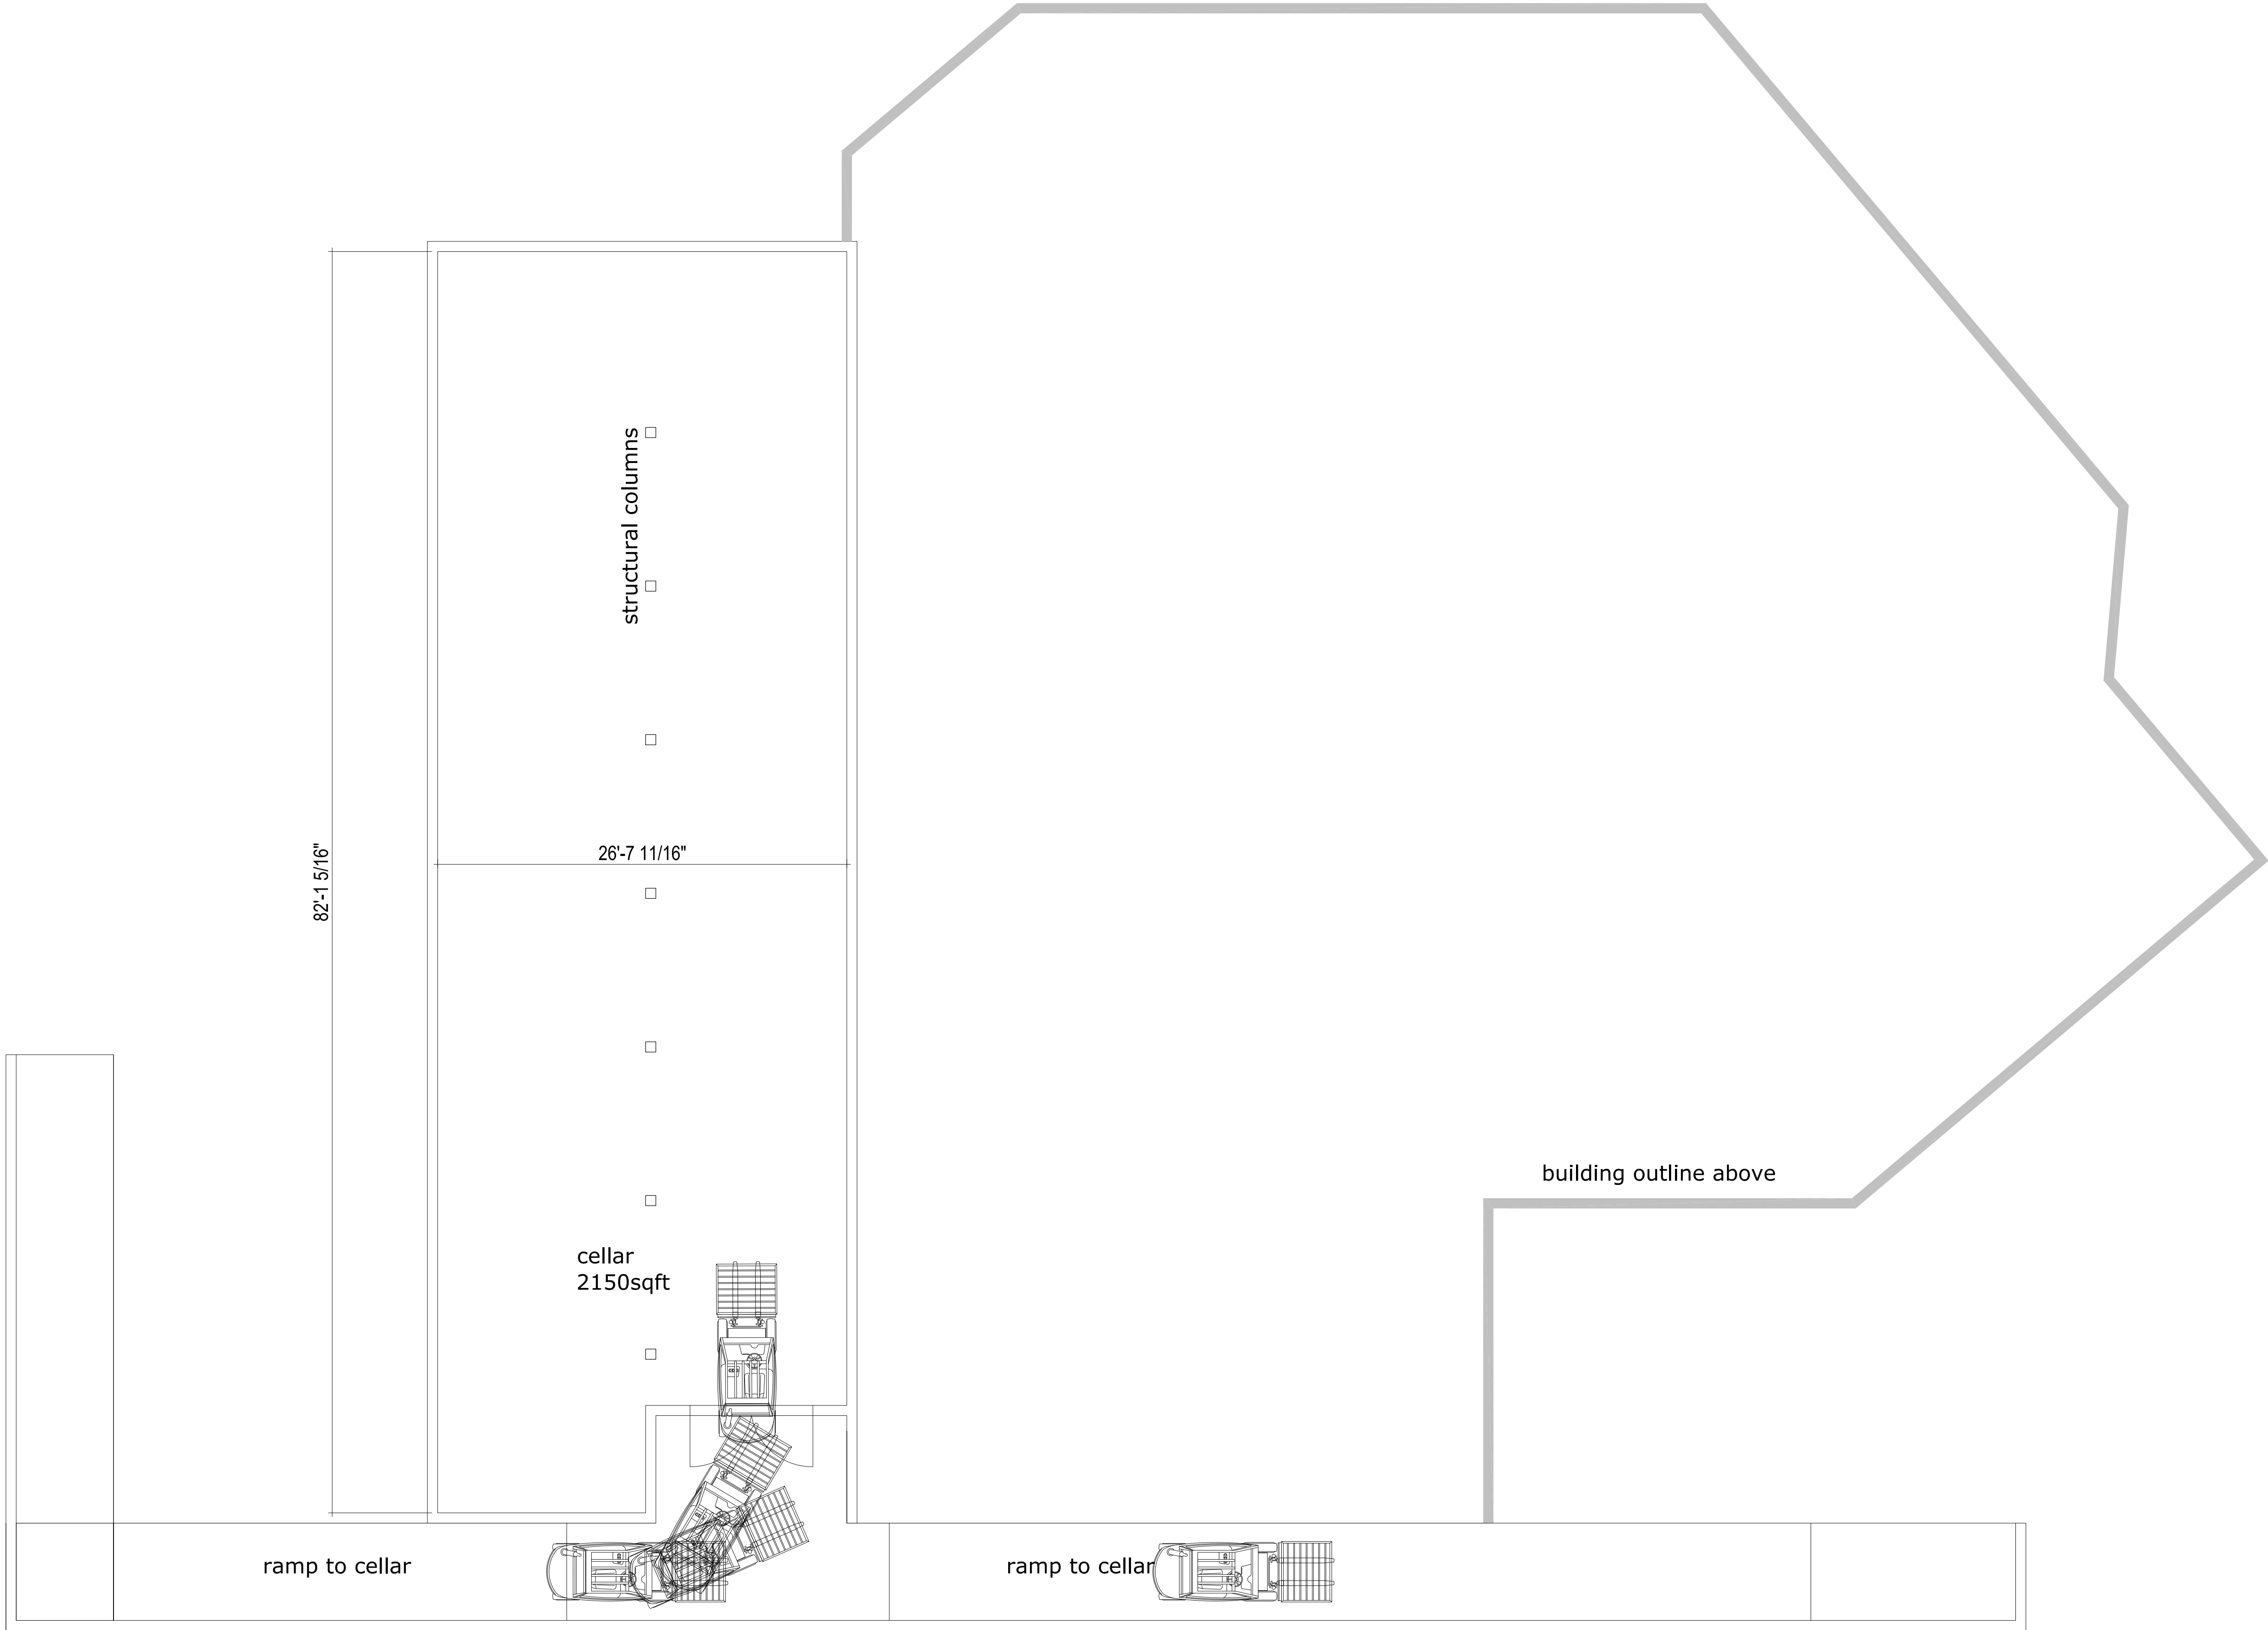 structural columns
26'-7 11/16"
82'-1 5/16"
building outline above
cellar
2150sqft
ramp to cellar
ramp to cellar